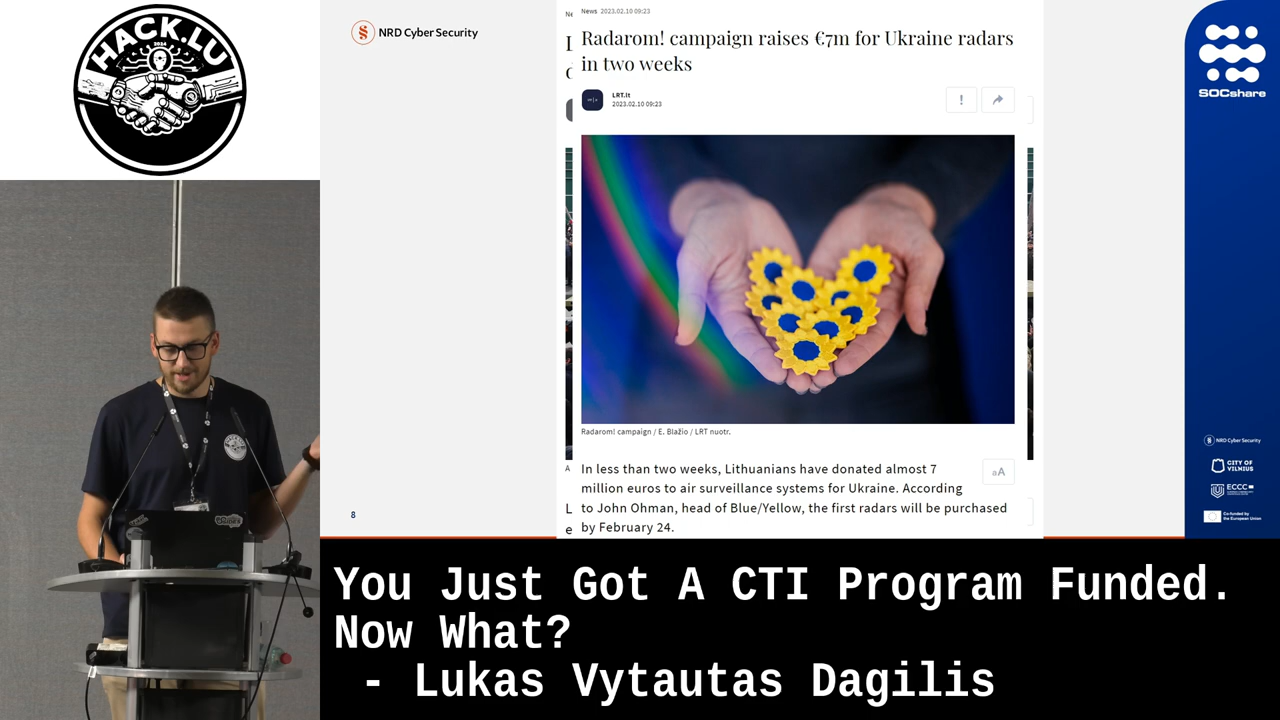 HACK.LU
2024
NRD Cyber Security
News 2023.02.10 09:23
Radarom! campaign raises €7m for Ukraine radars
in two weeks
LRT.lt
2023.02.10 09:23
!
Radarom! campaign / E. Blažio / LRT nuotr.
In less than two weeks, Lithuanians have donated almost 7
million euros to air surveillance systems for Ukraine. According
to John Ohman, head of Blue/Yellow, the first radars will be purchased
by February 24.
aA
8
SOCshare
NRD Cyber Security
CITY OF
VILNIUS
ECCC
Co-funded by
the European Union
You Just Got A CTI Program Funded.
Now What?
- Lukas Vytautas Dagilis